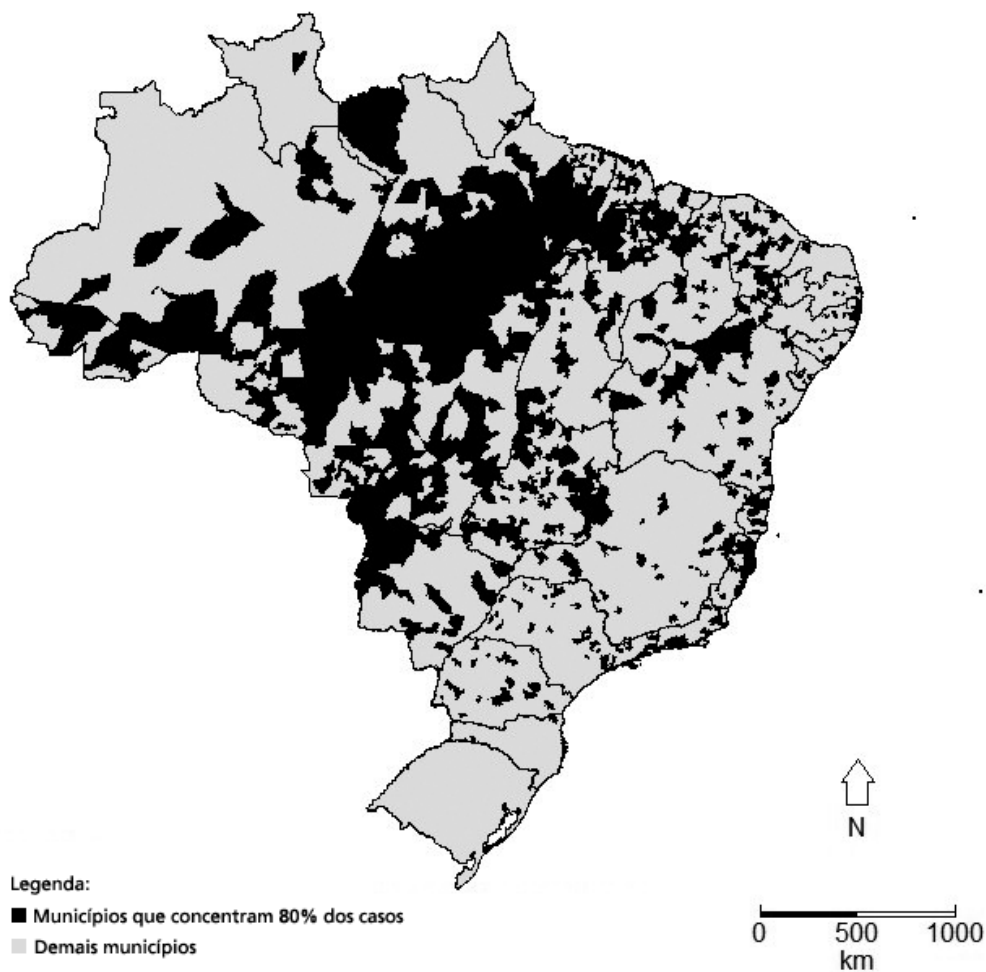 N
Legenda:
Municípios que concentram 80% dos casos
Demais municípios
0 500 1000
km